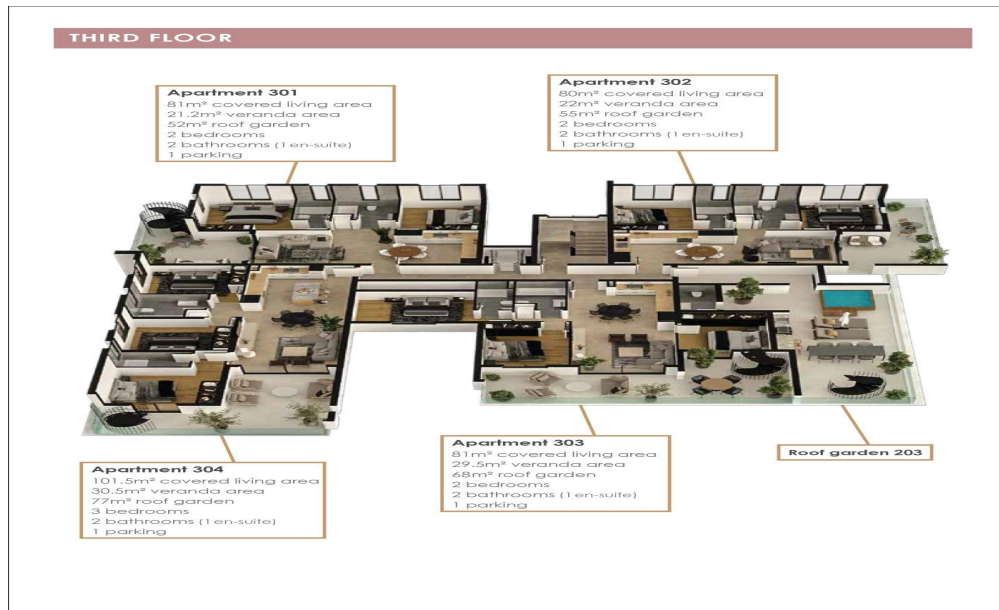 THIRD FLOOR
Apartment 301
81m² covered living area
21.2m² veranda area
52m² roof garden
2 bedrooms
2 bathrooms (1 en-suite)
1 parking
Apartment 302
80m² covered living area
22m² veranda area
55m² roof garden
2 bedrooms
2 bathrooms (1 en-suite)
1 parking
Apartment 304
101.5m² covered living area
30.5m² veranda area
77m² roof garden
3 bedrooms
2 bathrooms (1 en-suite)
1 parking
Apartment 303
81m² covered living area
29.5m² veranda area
68m² roof garden
2 bedrooms
2 bathrooms (1 en-suite)
1 parking
Roof garden 203